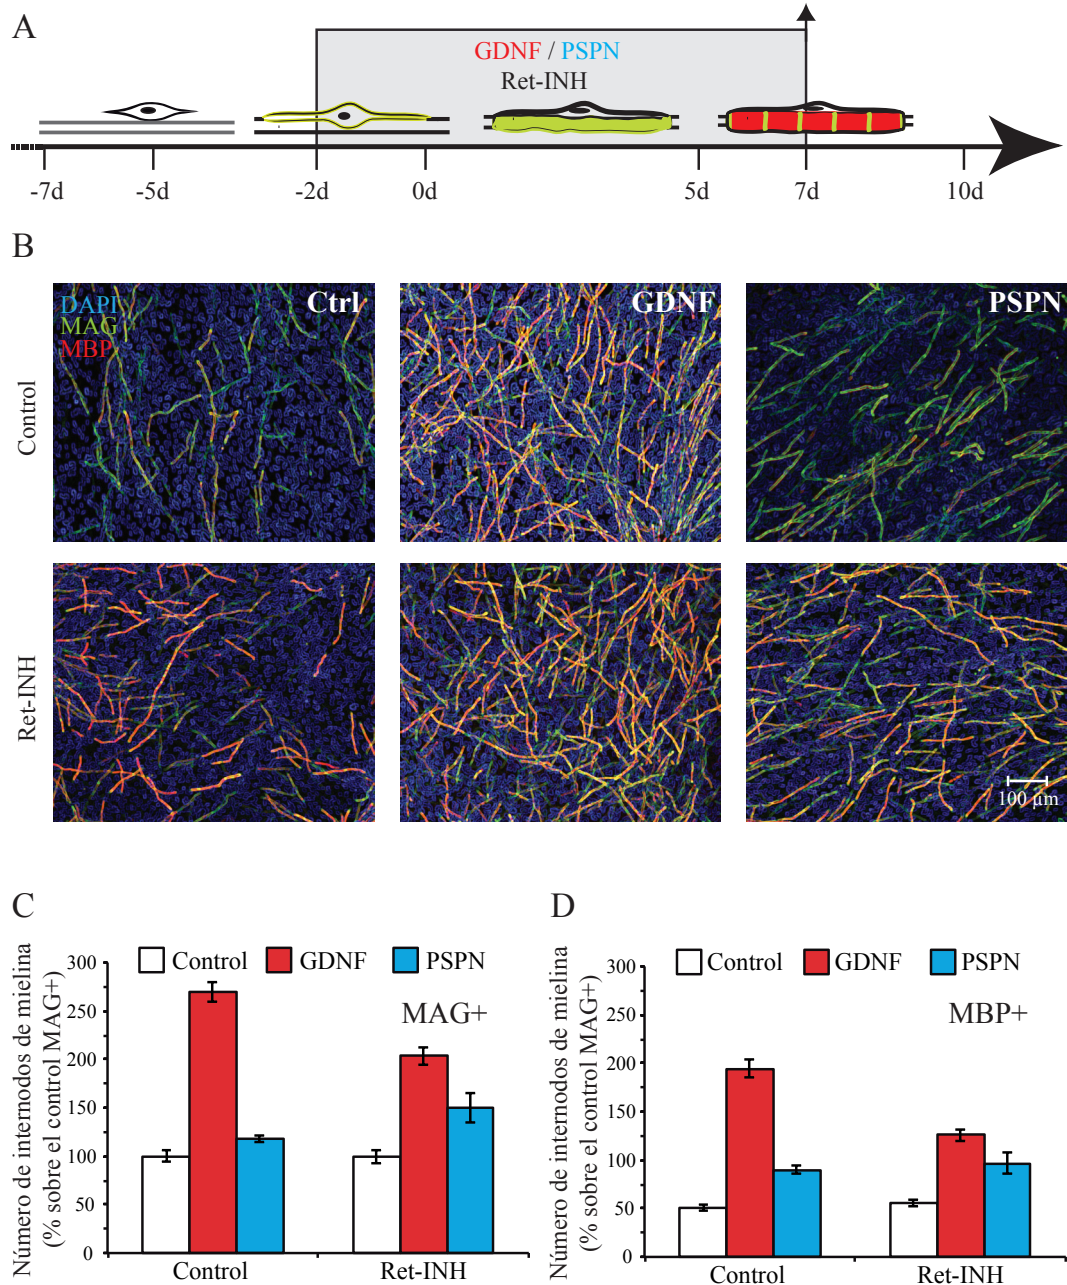 A
GDNF / PSPN
Ret-INH
-7d
-5d
-2d
0d
5d
7d
10d
B
DAPI
MAG
MBP
Ctrl
GDNF
PSPN
Control
Ret-INH
100 µm
C
Número de internodos de mielina
(% sobre el control MAG+)
Control
GDNF
PSPN
MAG+
300
250
200
150
100
50
0
Control
Ret-INH
D
Número de internodos de mielina
(% sobre el control MAG+)
Control
GDNF
PSPN
MBP+
300
250
200
150
100
50
0
Control
Ret-INH